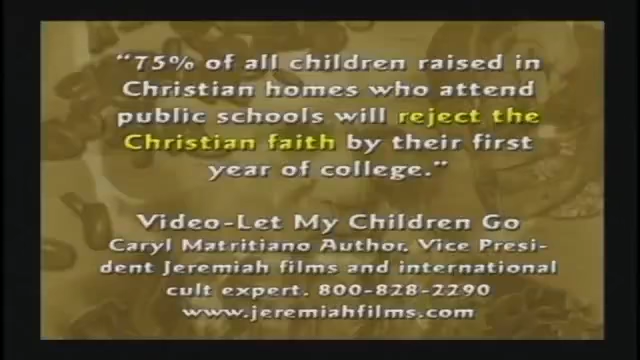 “75% of all children raised in
Christian homes who attend
public schools will reject the
Christian faith by their first
year of college.”
Video-Let My Children Go
Caryl Matritiano Author, Vice Presi-
dent Jeremiah films and international
cult expert. 800-828-2290
www.jeremiahfilms.com